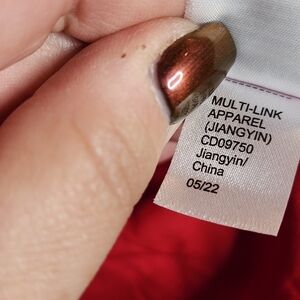 MULTI-LINK
APPAREL
(JIANGYIN)
CD09750
Jiangyin/
China
05/22